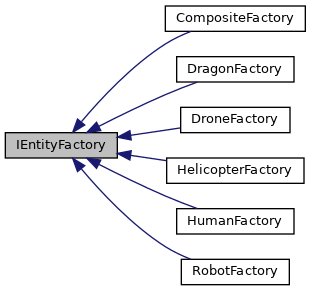 CompositeFactory
DragonFactory
DroneFactory
IEntityFactory
HelicopterFactory
HumanFactory
RobotFactory